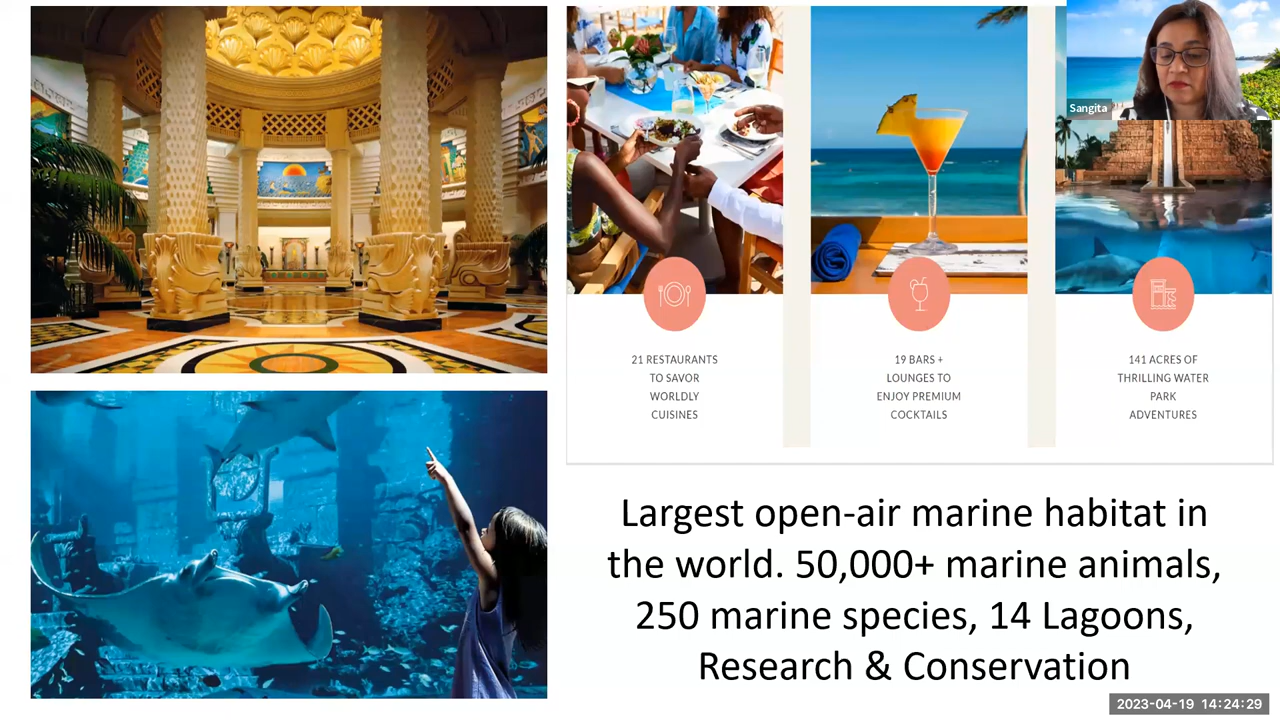 Sangita
21 RESTAURANTS
TO SAVOR
WORLDLY
CUISINES
19 BARS +
LOUNGES TO
ENJOY PREMIUM
COCKTAILS
141 ACRES OF
THRILLING WATER
PARK
ADVENTURES
Largest open-air marine habitat in
the world. 50,000+ marine animals,
250 marine species, 14 Lagoons,
Research & Conservation
2023-04-19 14:24:29